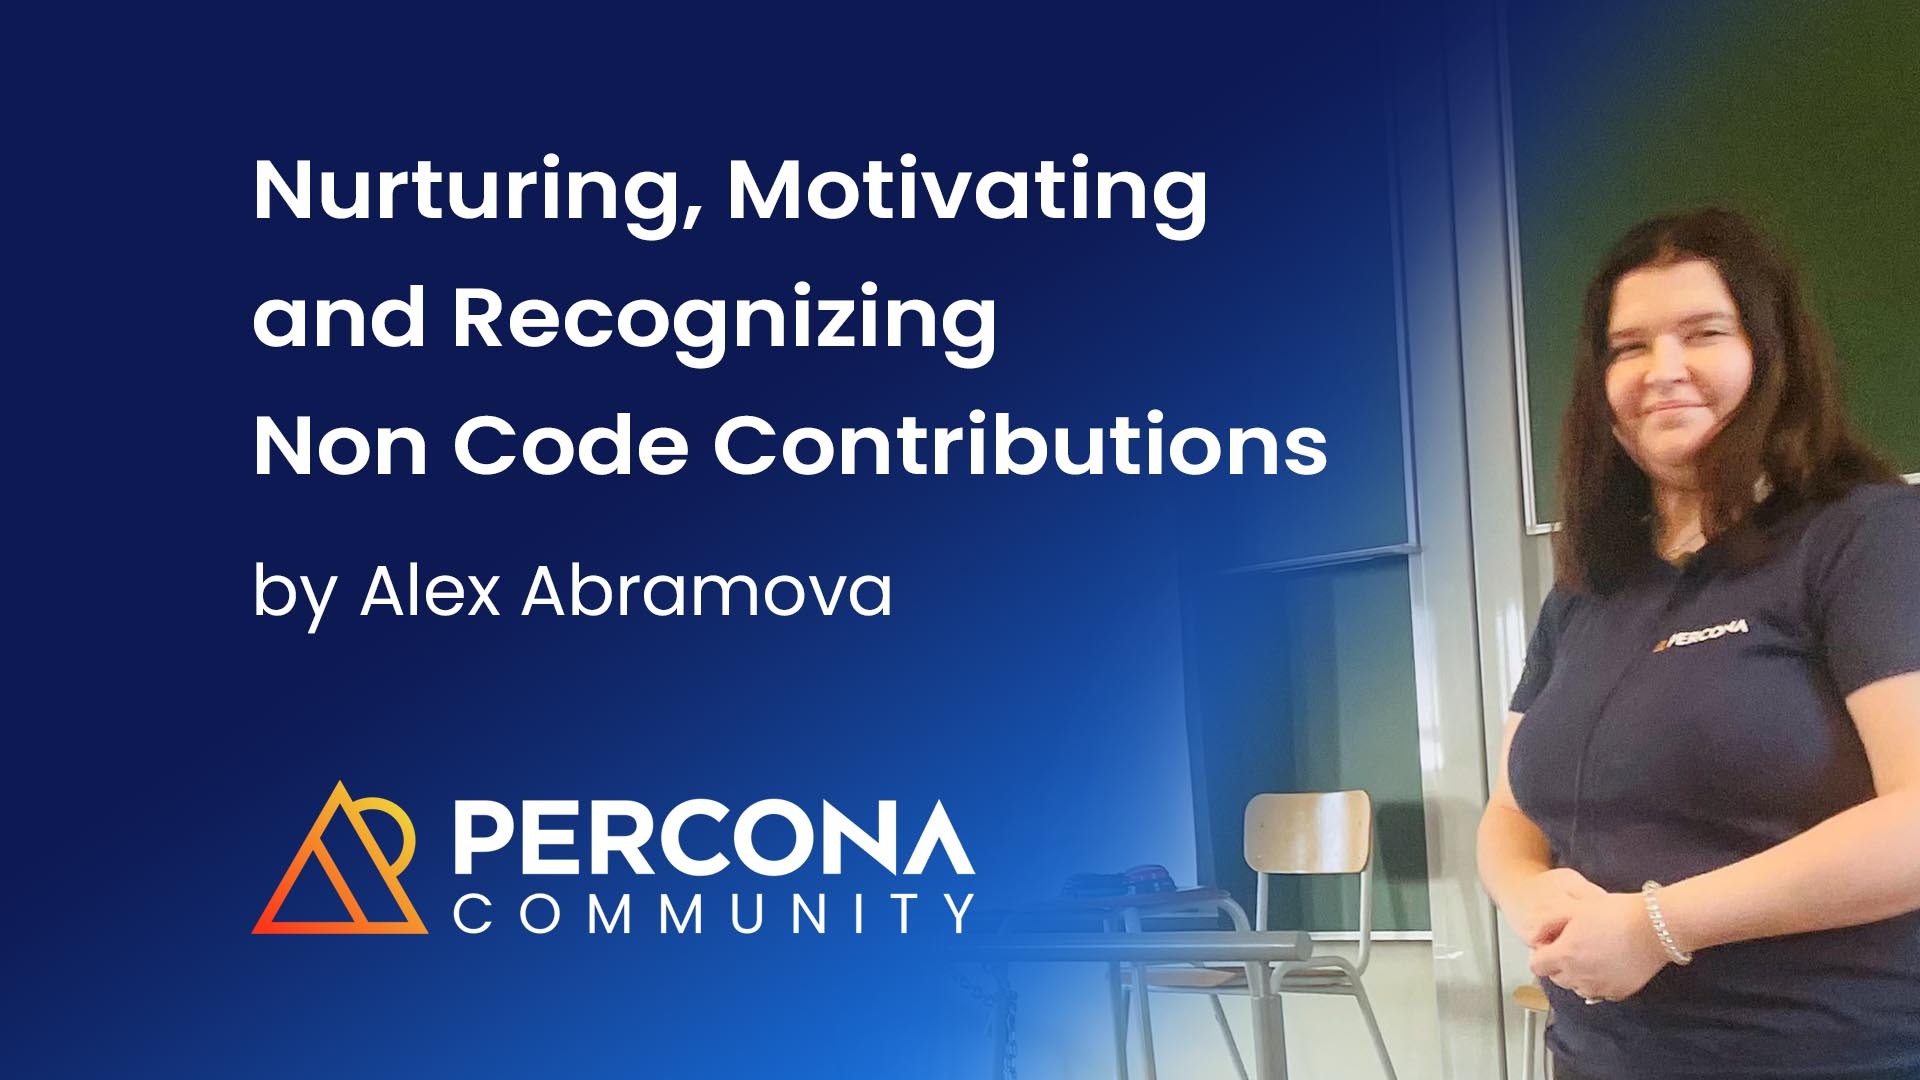 Nurturing, Motivating
and Recognizing
Non Code Contributions
by Alex Abramova
PERCONA
COMMUNITY
PERCONA